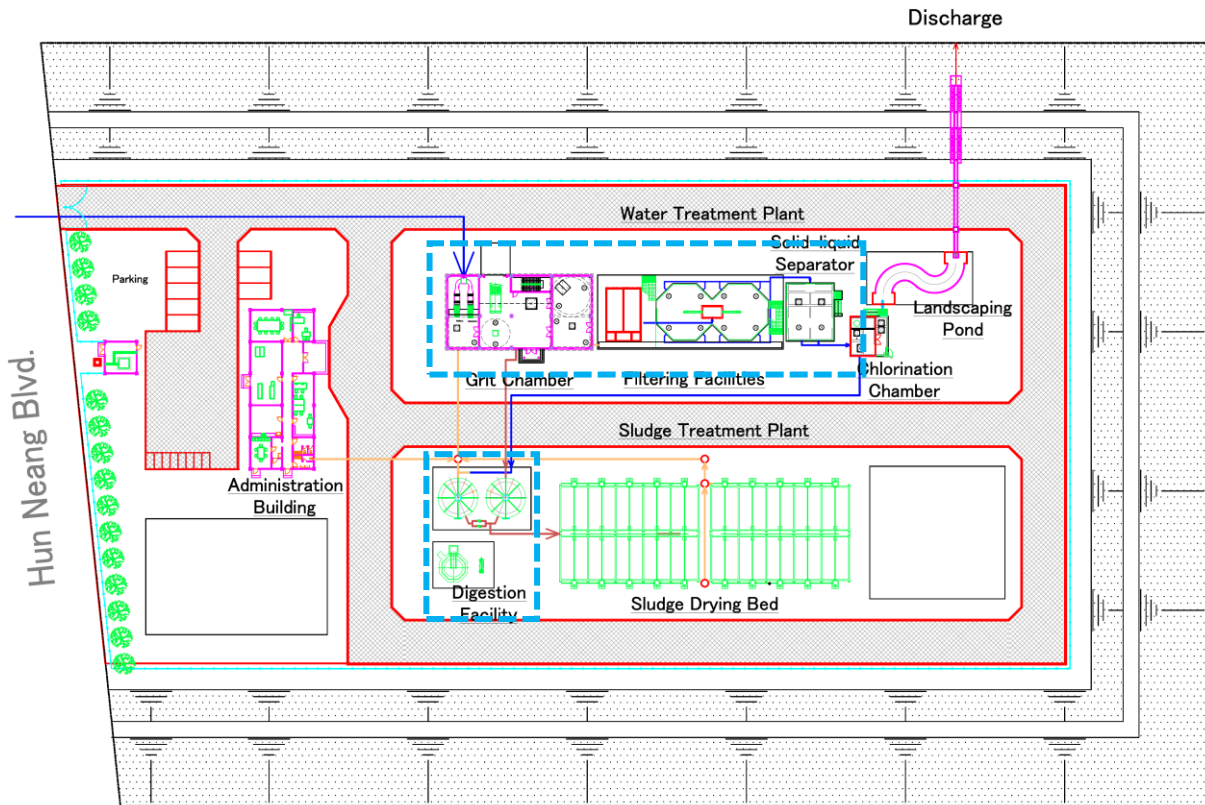 Discharge
Water Treatment Plant
Solid-liquid
Separator
Parking
Landscaping
Pond
Grit Chamber
Filtering Facilities
Chlorination
Chamber
Hun Neang Blvd.
Sludge Treatment Plant
Administration
Building
Digestion
Facility
Sludge Drying Bed